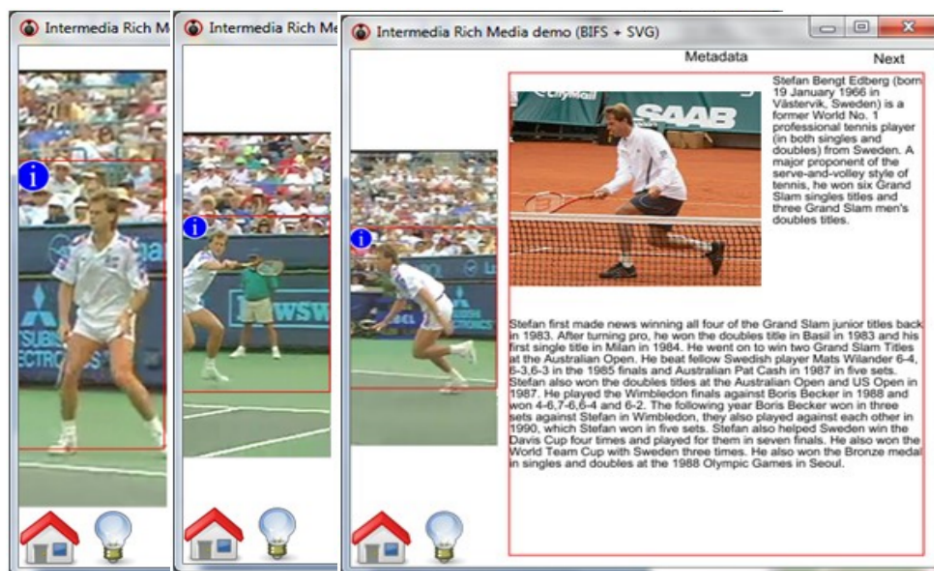 Intermedia Rich M
Intermedia Rich Me
Intermedia Rich Media demo (BIFS + SVG)
Metadata
Next
Stefan Bengt Edberg (born
19 January 1966 in
Västervik, Sweden) is a
former World No. 1
professional tennis player
(in both singles and
doubles) from Sweden. A
major proponent of the
serve-and-volley style of
tennis, he won six Grand
Slam singles titles and
three Grand Slam men's
doubles titles.
CityMail
SAAB
i
i
i
Stefan first made news winning all four of the Grand Slam junior titles back
in 1983. After turning pro, he won the doubles title in Basil in 1983 and his
first single title in Milan in 1984. He went on to win two Grand Slam Titles
at the Australian Open. He beat fellow Swedish player Mats Wilander 6-4,
6-3,6-3 in the 1985 finals and Australian Pat Cash in 1987 in five sets.
Stefan also won the doubles titles at the Australian Open and US Open in
1987. He played the Wimbledon finals against Boris Becker in 1988 and
won 4-6,7-6,6-4 and 6-2. The following year Boris Becker won in three
sets against Stefan in Wimbledon, they also played against each other in
1990, which Stefan won in five sets. Stefan also helped Sweden win the
Davis Cup four times and played for them in seven finals. He also won the
World Team Cup with Sweden three times. He also won the Bronze medal
in singles and doubles at the 1988 Olympic Games in Seoul.